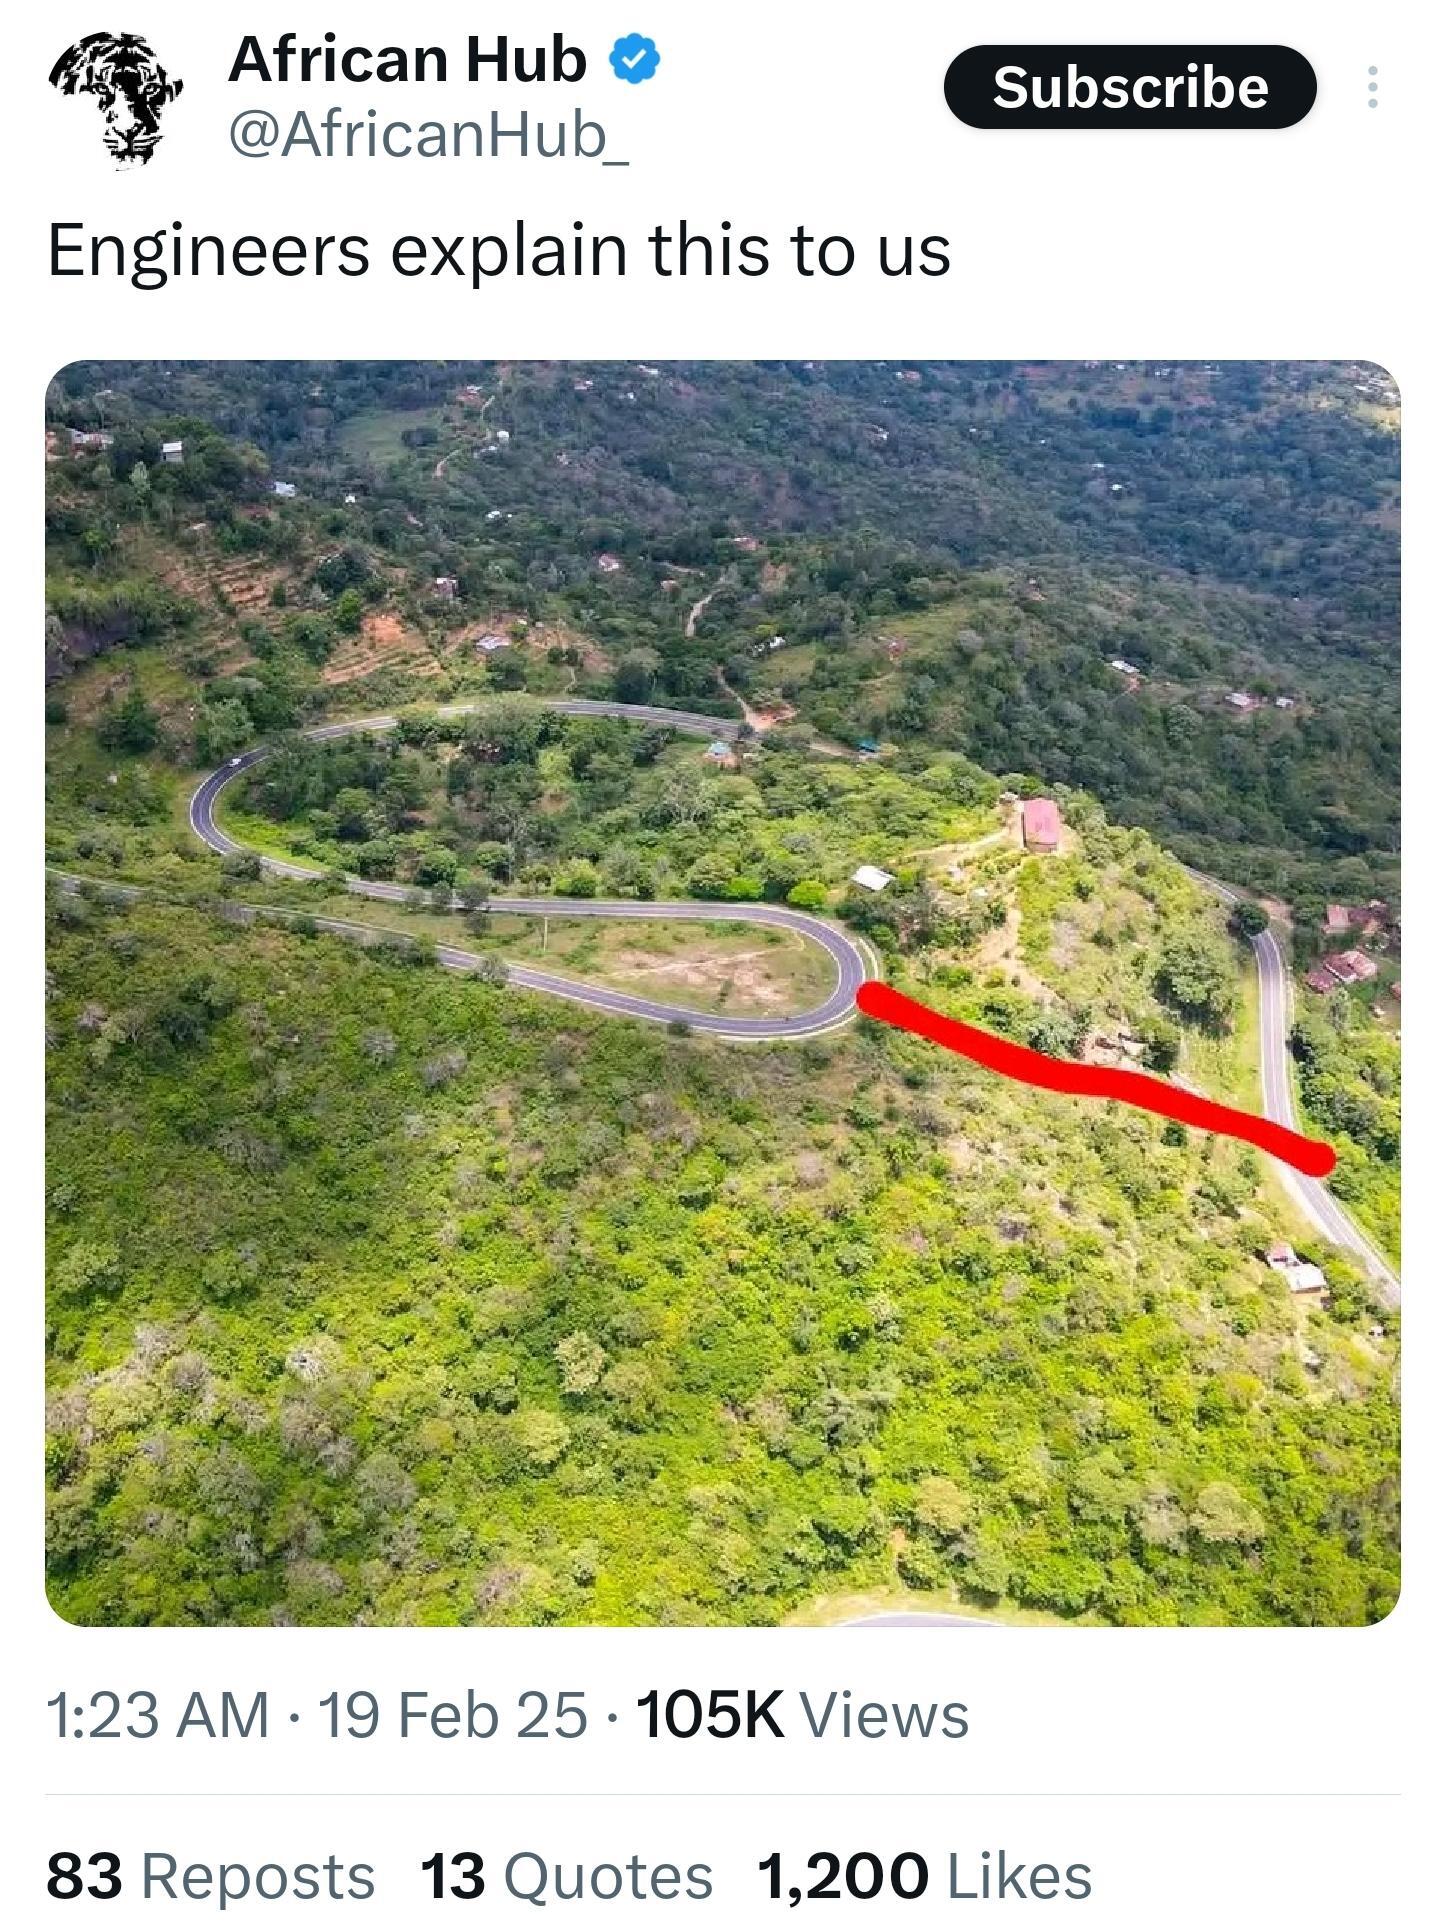 African Hub
Subscribe
@AfricanHub_
Engineers explain this to us
1:23 AM · 19 Feb 25 · 105K Views
83 Reposts 13 Quotes 1,200 Likes